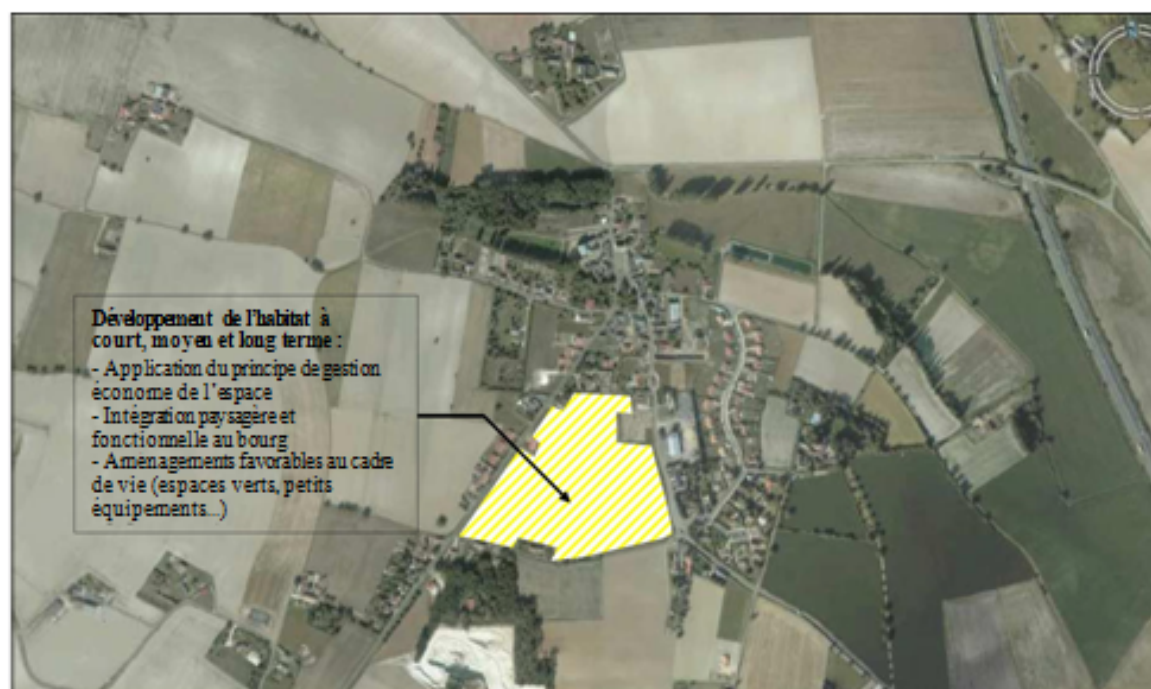 Développement de l'habitat à
court, moyen et long terme :
- Application du principe de gestion
économe de l'espace
- Intégration paysagère et
fonctionnelle au bourg
- Aménagements favorables au cadre
de vie (espaces verts, petits
équipements...)